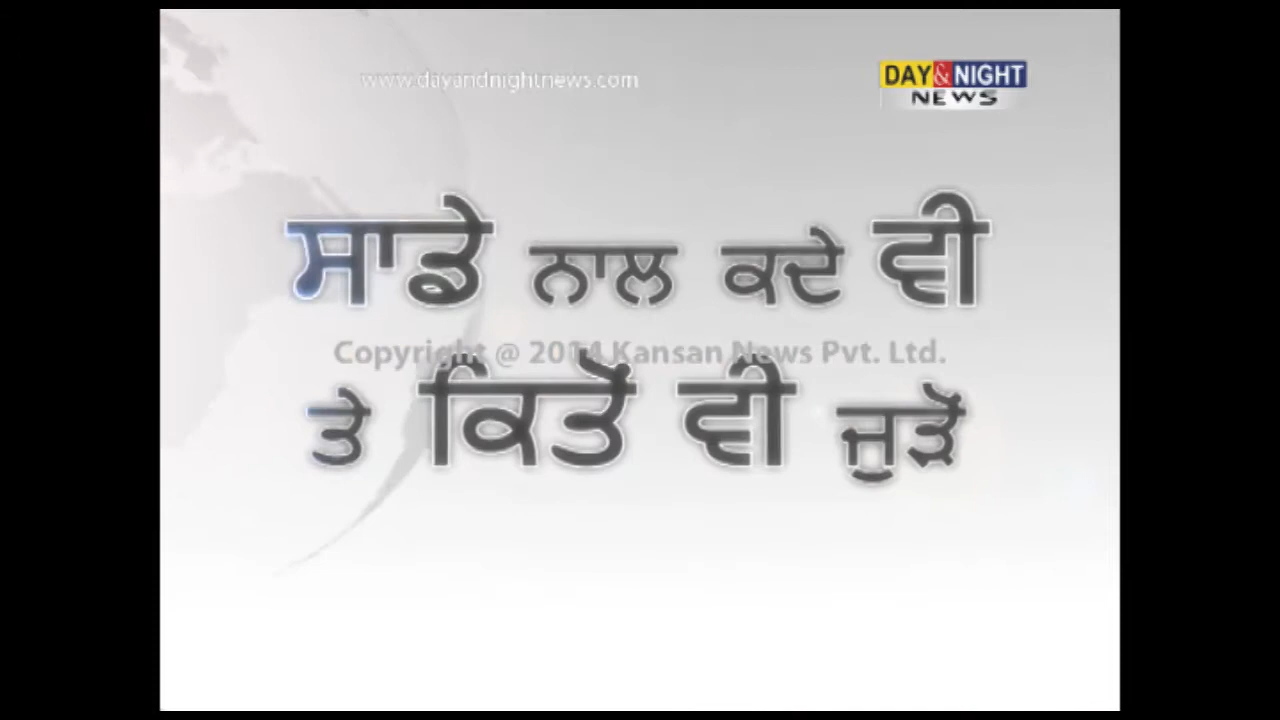 www.dayandnightnews.com
DAY&NIGHT
NEWS
ਸਾਡੇ ਨਾਲ ਕਦੇ ਵੀ
Copyright @ 2014 Kansan News Pvt. Ltd.
ਤੇ ਕਿਤੋਂ ਵੀ ਜੁੜੋਂ